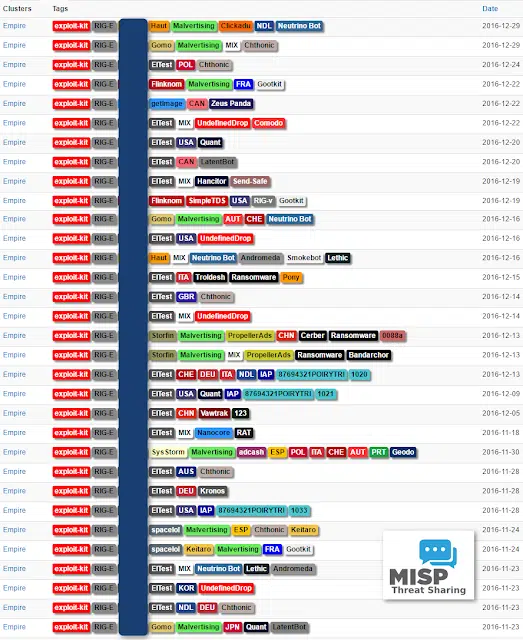 Clusters Tags Date
Empire exploit-kit RIG-E Haut Malvertising Clickadu NDL Neutrino Bot 2016-12-29
Empire exploit-kit RIG-E Gomo Malvertising MIX Chthonic 2016-12-29
Empire exploit-kit RIG-E EITest POL Chthonic 2016-12-24
Empire exploit-kit RIG-E Flinknom Malvertising FRA Gootkit 2016-12-22
Empire exploit-kit RIG-E getImage CAN Zeus Panda 2016-12-22
Empire exploit-kit RIG-E EITest MIX UndefinedDrop Comodo 2016-12-22
Empire exploit-kit RIG-E EITest USA Quant 2016-12-20
Empire exploit-kit RIG-E EITest CAN LatentBot 2016-12-20
Empire exploit-kit RIG-E EITest MIX Hancitor Send-Safe 2016-12-19
Empire exploit-kit RIG-E Flinknom SimpleTDS USA RIG-v Gootkit 2016-12-19
Empire exploit-kit RIG-E Gomo Malvertising AUT CHE Neutrino Bot 2016-12-16
Empire exploit-kit RIG-E EITest USA UndefinedDrop 2016-12-16
Empire exploit-kit RIG-E Haut MIX Neutrino Bot Andromeda Smokebot Lethic 2016-12-16
Empire exploit-kit RIG-E EITest ITA Troldesh Ransomware Pony 2016-12-15
Empire exploit-kit RIG-E EITest GBR Chthonic 2016-12-14
Empire exploit-kit RIG-E EITest MIX UndefinedDrop 2016-12-14
Empire exploit-kit RIG-E Storfin Malvertising PropellerAds CHN Cerber Ransomware 0088a 2016-12-13
Empire exploit-kit RIG-E Storfin Malvertising MIX PropellerAds Ransomware Bandarchor 2016-12-13
Empire exploit-kit RIG-E EITest CHE DEU ITA NDL IAP 87694321POIRYTRI 1020 2016-12-13
Empire exploit-kit RIG-E EITest USA Quant IAP 87694321POIRYTRI 1021 2016-12-09
Empire exploit-kit RIG-E EITest CHN Vawtrak 123 2016-12-05
Empire exploit-kit RIG-E EITest MIX Nanocore RAT 2016-11-18
Empire exploit-kit RIG-E SysStorm Malvertising adcash ESP POL ITA CHE AUT PRT Geodo 2016-11-30
Empire exploit-kit RIG-E EITest AUS Chthonic 2016-11-28
Empire exploit-kit RIG-E EITest DEU Kronos 2016-11-28
Empire exploit-kit RIG-E EITest USA IAP 87694321POIRYTRI 1033 2016-11-28
Empire exploit-kit RIG-E spacelol Malvertising ESP Chthonic Keitaro 2016-11-24
Empire exploit-kit RIG-E spacelol Keitaro Malvertising FRA Gootkit 2016-11-24
Empire exploit-kit RIG-E EITest MIX Neutrino Bot Lethic Andromeda 2016-11-23
Empire exploit-kit RIG-E EITest KOR UndefinedDrop 2016-11-23
Empire exploit-kit RIG-E EITest NDL DEU Chthonic 2016-11-23
Empire exploit-kit RIG-E Gomo Malvertising JPN Quant LatentBot 2016-11-23
MISP
Threat Sharing